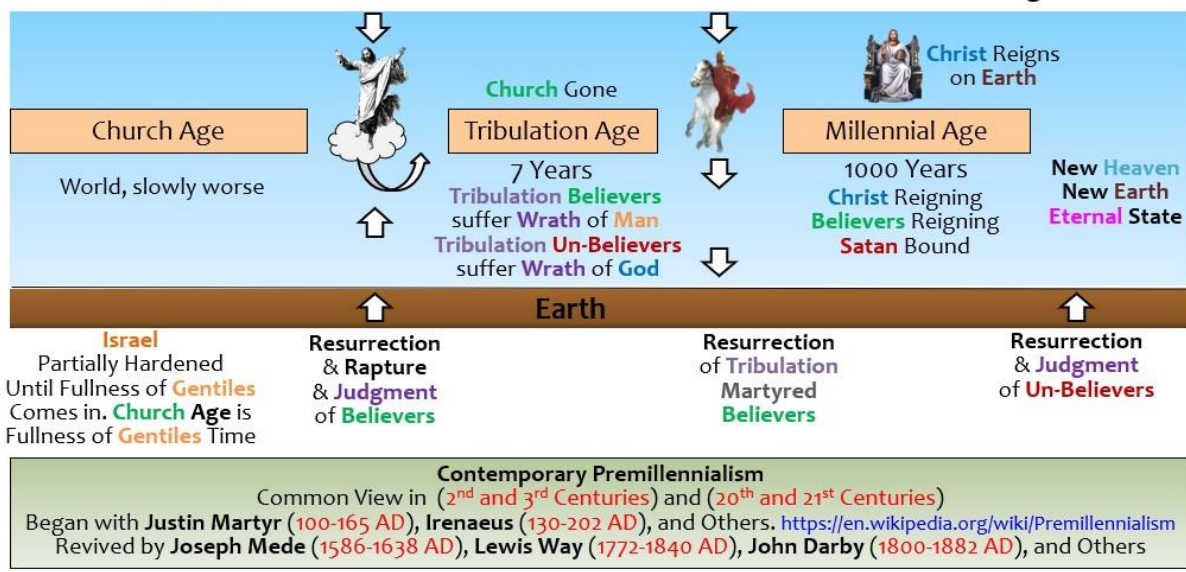 Church Age
World, slowly worse
Church Gone
Tribulation Age
7 Years
Tribulation Believers
suffer Wrath of Man
Tribulation Un-Believers
suffer Wrath of God
Christ Reigns
on Earth
Millennial Age
1000 Years
Christ Reigning
Believers Reigning
Satan Bound
New Heaven
New Earth
Eternal State
Earth
Israel
Partially Hardened
Until Fullness of Gentiles
Comes in. Church Age is
Fullness of Gentiles Time
Resurrection
& Rapture
& Judgment
of Believers
Resurrection
of Tribulation
Martyred
Believers
Resurrection
& Judgment
of Un-Believers
Contemporary Premillennialism
Common View in (2nd and 3rd Centuries) and (20th and 21st Centuries)
Began with Justin Martyr (100-165 AD), Irenaeus (130-202 AD), and Others. https://en.wikipedia.org/wiki/Premillennialism
Revived by Joseph Mede (1586-1638 AD), Lewis Way (1772-1840 AD), John Darby (1800-1882 AD), and Others